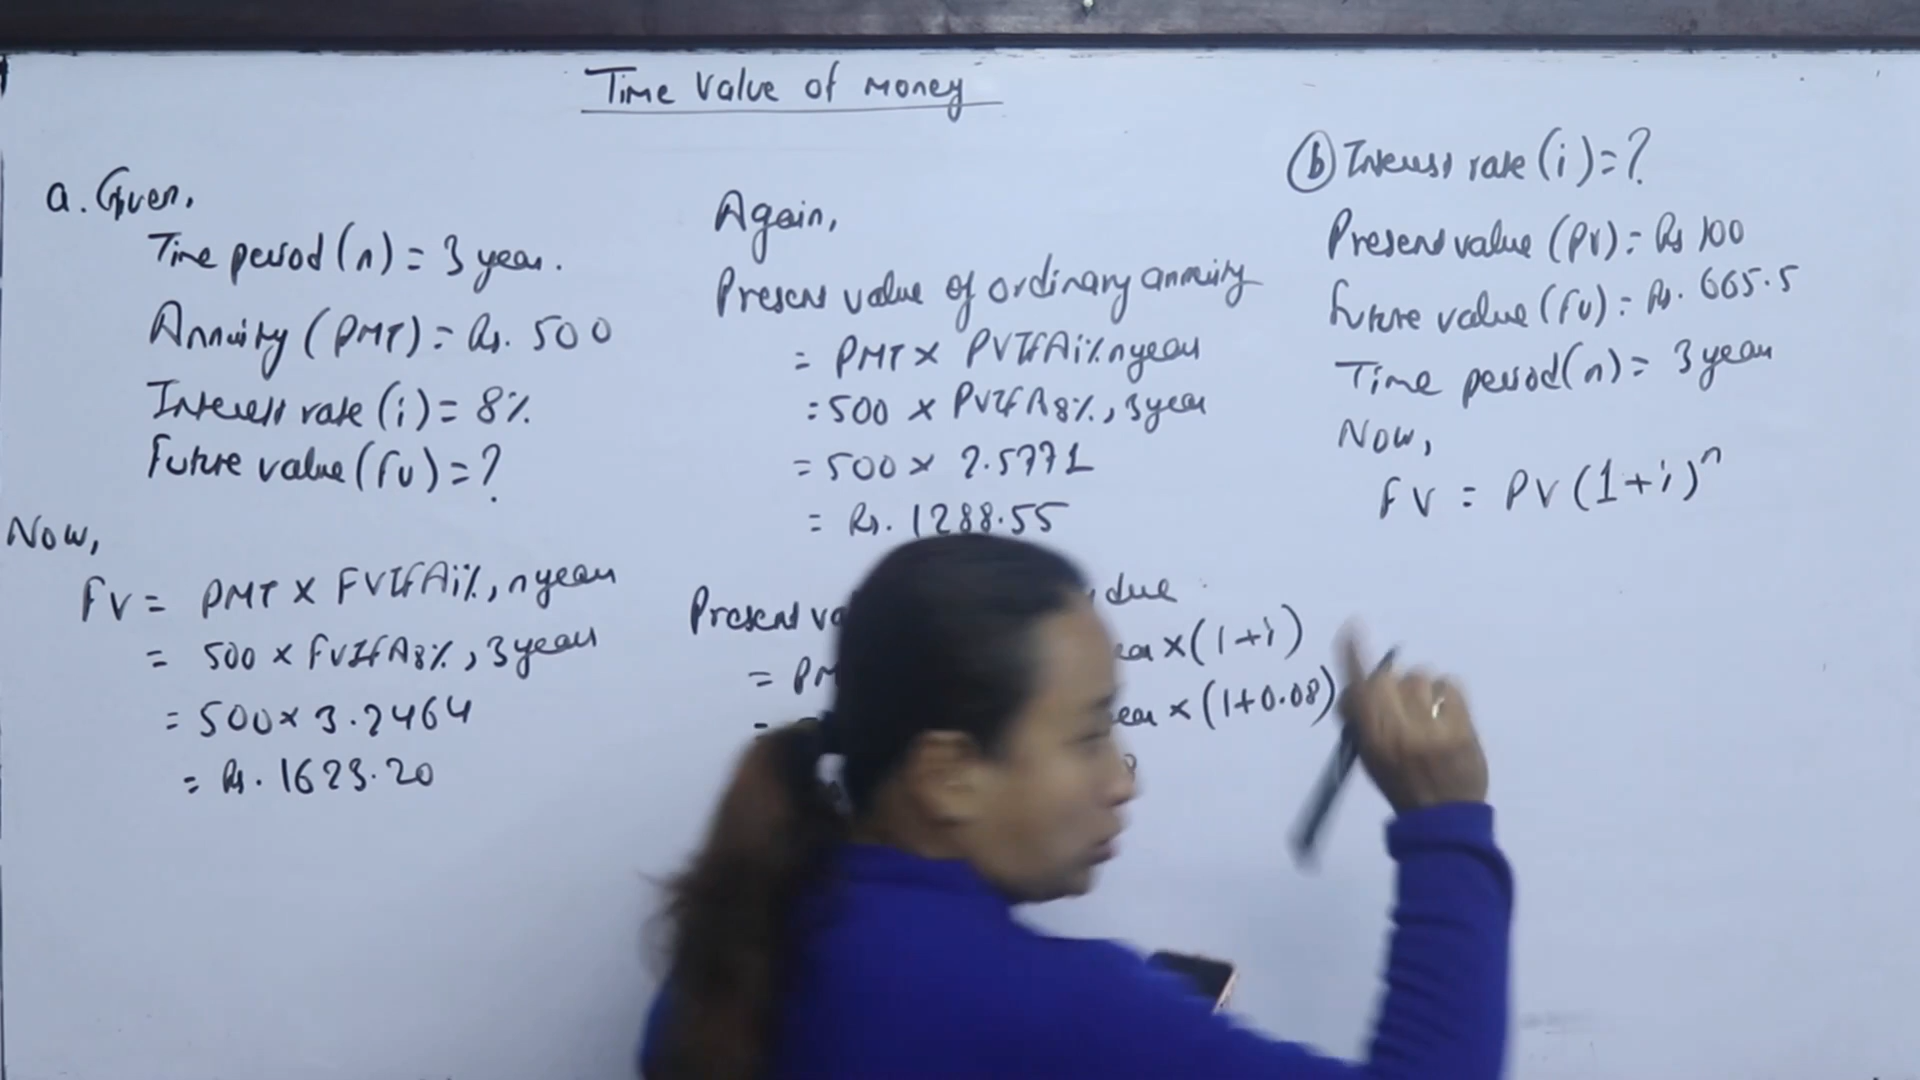 Time Value of Money
a. Given,
Time period (n) = 3 year.
Annuity (PMT) = Rs. 500
Interest rate (i) = 8%
Future value (FV) = ?
Now,
FV = PMT × FVIFAi%, n year
= 500 × FVIFA8%, 3 year
= 500 × 3.2464
= Rs. 1623.20
Again,
Present value of ordinary annuity
= PMT × PVIFAi% n year
= 500 × PVIFA8%, 3 year
= 500 × 2.5771
= Rs. 1288.55
Present va due
= PM × (1+i)
= × (1+0.08)
(b) Interest rate (i) = ?
Present value (PV) = Rs 100
Future value (FV) = Rs. 665.5
Time period (n) = 3 year
Now,
FV = PV (1+i)^n